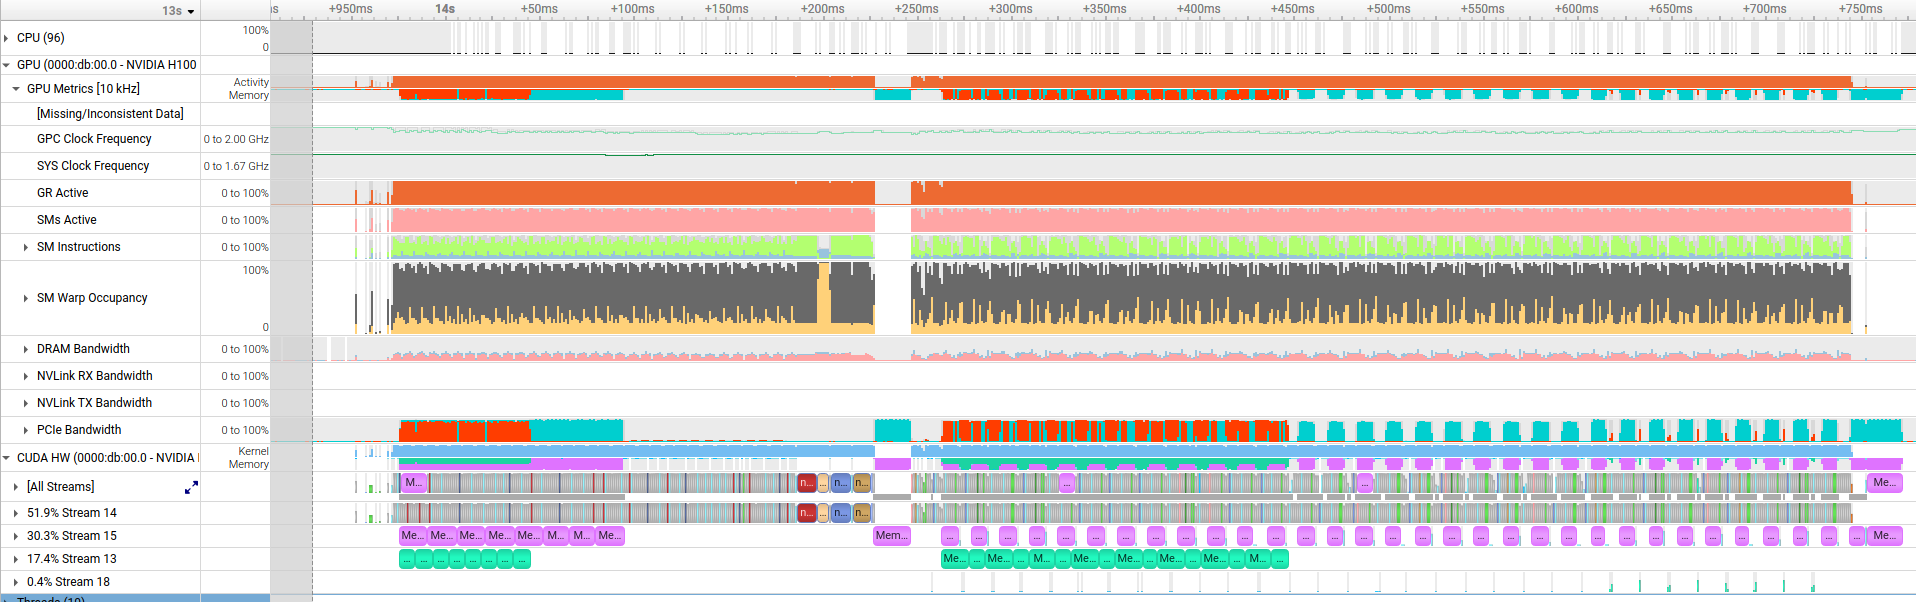 13s ▾ ns +950ms 14s +50ms +100ms +150ms +200ms +250ms +300ms +350ms +400ms +450ms +500ms +550ms +600ms +650ms +700ms +750ms
CPU (96) 100%
0
GPU (0000:db:00.0 - NVIDIA H100
GPU Metrics [10 kHz] Activity
Memory
[Missing/Inconsistent Data]
GPC Clock Frequency 0 to 2.00 GHz
SYS Clock Frequency 0 to 1.67 GHz
GR Active 0 to 100%
SMs Active 0 to 100%
SM Instructions 0 to 100%
100%
SM Warp Occupancy
0
DRAM Bandwidth 0 to 100%
NVLink RX Bandwidth 0 to 100%
NVLink TX Bandwidth 0 to 100%
PCIe Bandwidth 0 to 100%
CUDA HW (0000:db:00.0 - NVIDIA Kernel
Memory
[All Streams] M... n... ... n... n... ... ... Me...
51.9% Stream 14 n... ... n... n...
30.3% Stream 15 Me... Me... Me... Me... Me... M... M... Me... Mem... ... ... ... ... ... ... ... ... ... ... ... ... ... ... ... ... ... ... ... ... ... ... ... ... ... ... ... ... ... ... ... ... Me...
17.4% Stream 13 ... ... ... ... ... ... ... ... Me... ... Me... ... M... ... Me... ... Me... ... Me... ... Me... ... M... ...
0.4% Stream 18
Threads (10)